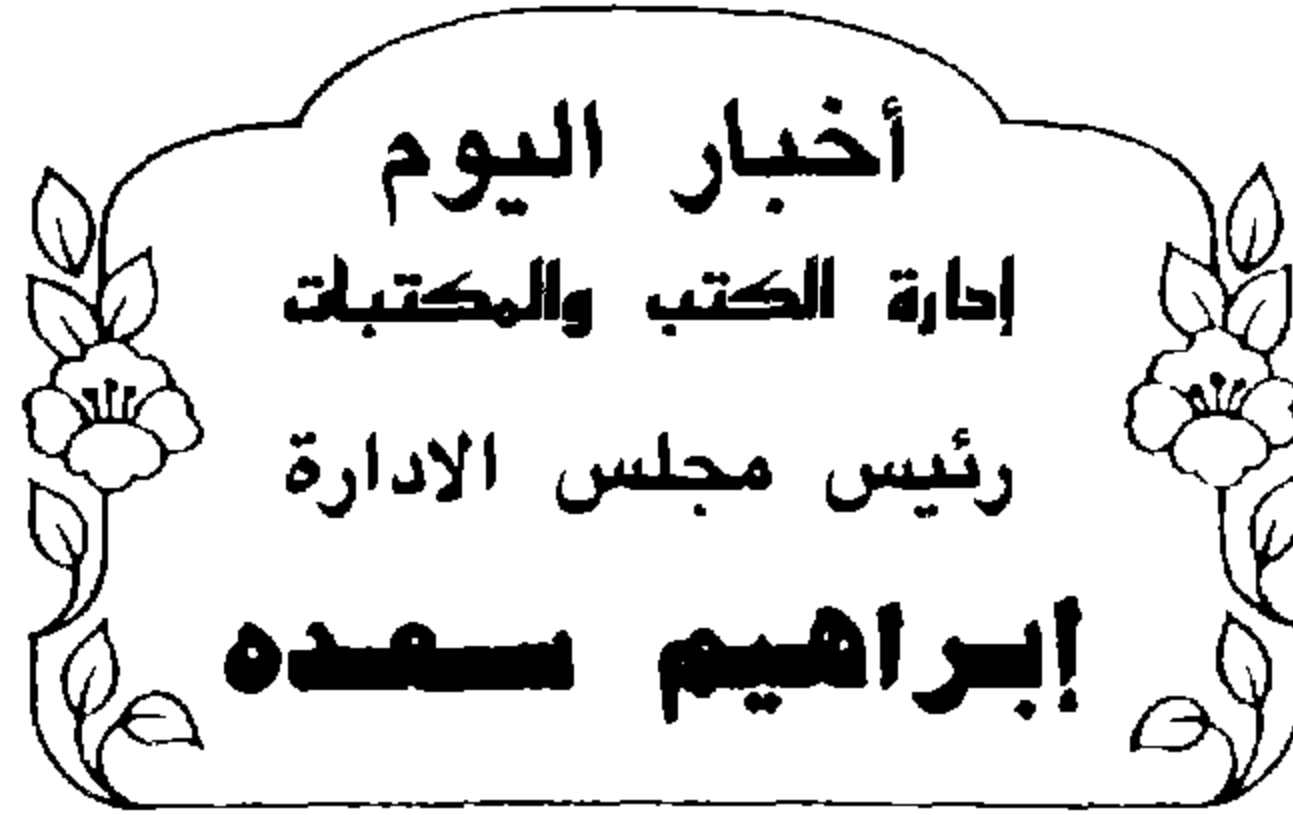 أخبار اليوم
إدارة الكتب والمكتبات
رئيس مجلس الادارة
إبراهيم سعده